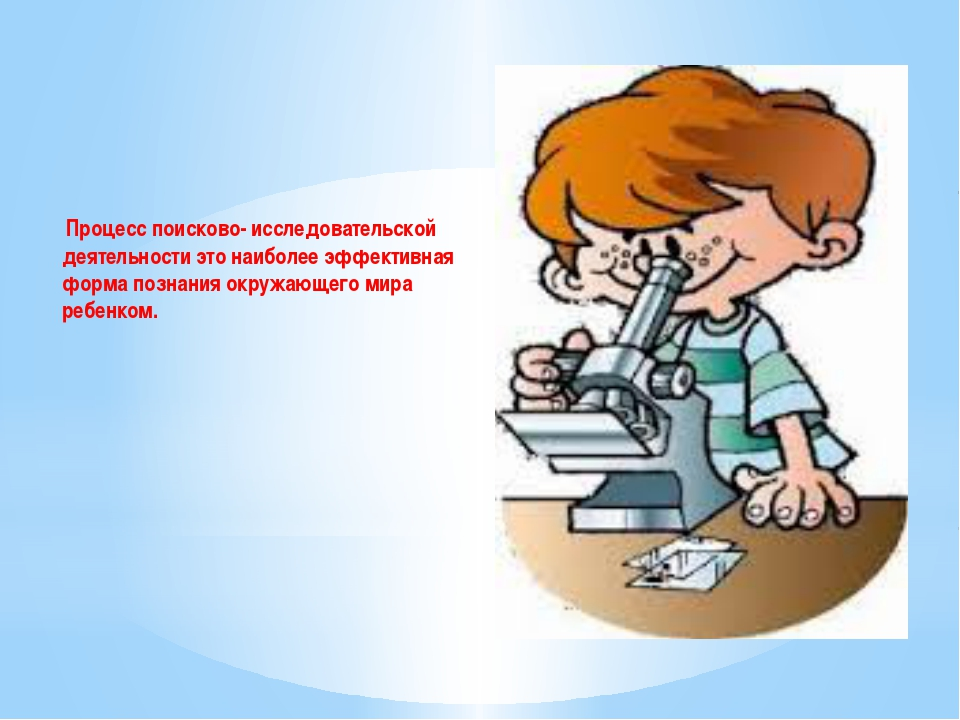 Процесс поисково- исследовательской
деятельности это наиболее эффективная
форма познания окружающего мира
ребенком.